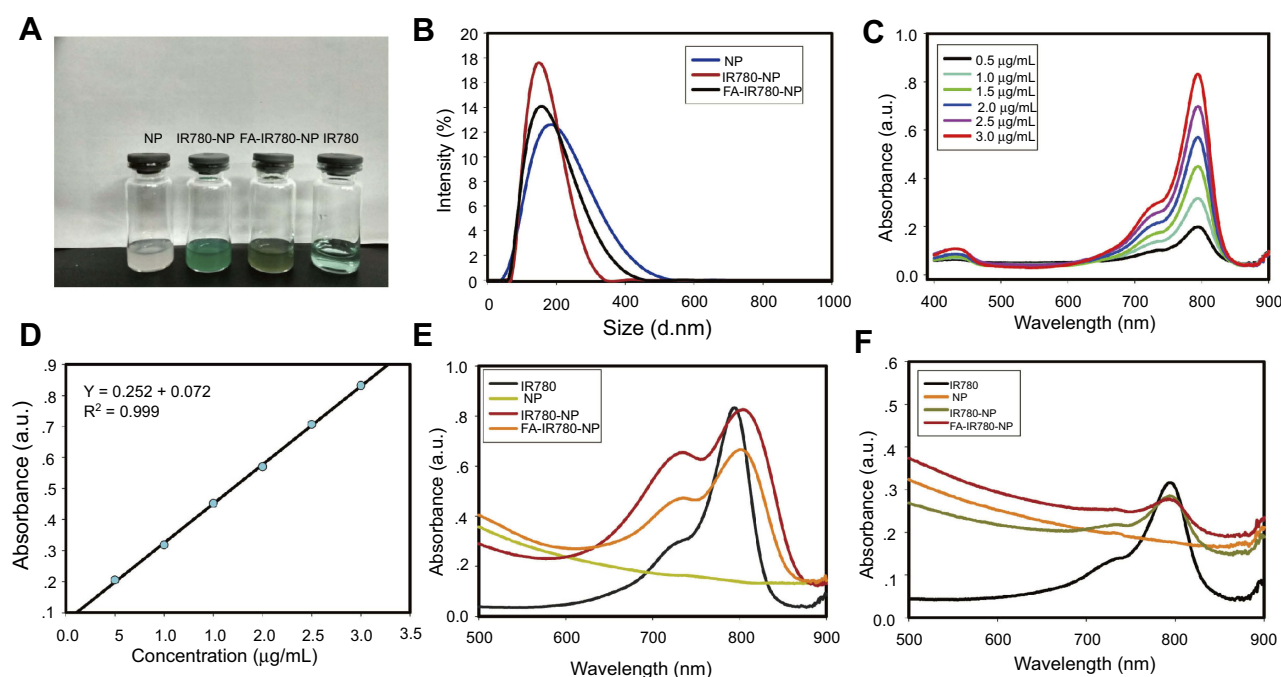 A
NP IR780-NP FA-IR780-NP IR780
B
20
18
16
14
12
10
8
6
4
2
0
Intensity (%)
NP
IR780-NP
FA-IR780-NP
0 200 400 600 800 1000
Size (d.nm)
C
1.0
.8
.6
.4
.2
0.0
Absorbance (a.u.)
0.5 μg/mL
1.0 μg/mL
1.5 μg/mL
2.0 μg/mL
2.5 μg/mL
3.0 μg/mL
400 500 600 700 800 900
Wavelength (nm)
D
.9
.8
.7
.6
.5
.4
.3
.2
.1
Absorbance (a.u.)
Y = 0.252 + 0.072
R² = 0.999
0.0 5 1.0 1.0 2.0 2.5 3.0 3.5
Concentration (μg/mL)
E
1.0
.8
.6
.4
.2
0.0
Absorbance (a.u.)
IR780
NP
IR780-NP
FA-IR780-NP
500 600 700 800 900
Wavelength (nm)
F
.6
.5
.4
.3
.2
.1
0.0
Absorbance (a.u.)
IR780
NP
IR780-NP
FA-IR780-NP
500 600 700 800 900
Wavelength (nm)